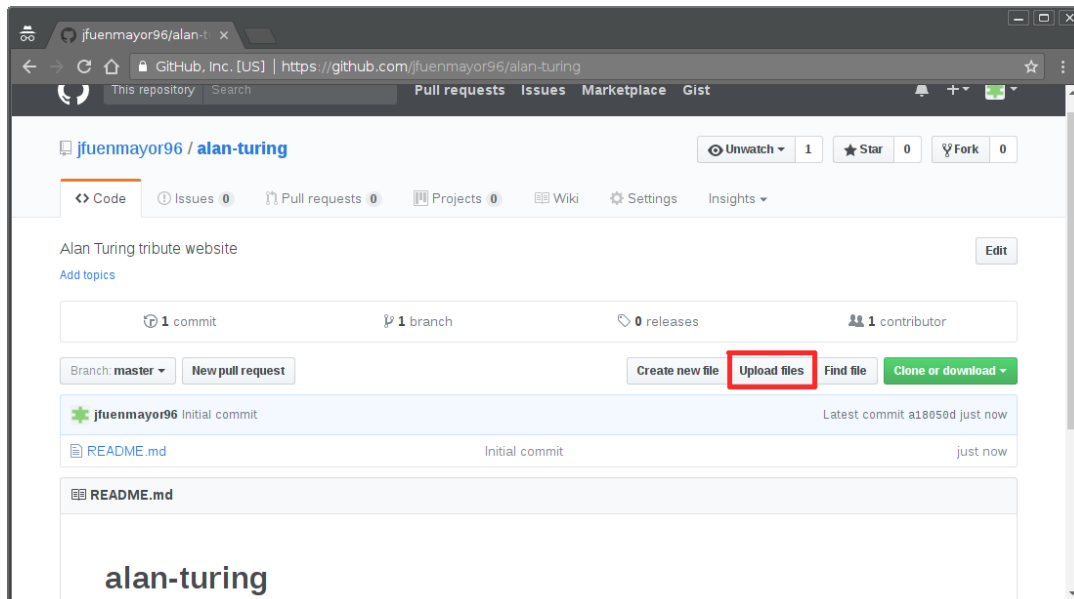 jfuenmayor96/alan-t
GitHub, Inc. [US] | https://github.com/jfuenmayor96/alan-turing
This repository Search Pull requests Issues Marketplace Gist
jfuenmayor96 / alan-turing Unwatch 1 Star 0 Fork 0
Code Issues 0 Pull requests 0 Projects 0 Wiki Settings Insights
Alan Turing tribute website Edit
Add topics
1 commit 1 branch 0 releases 1 contributor
Branch: master New pull request Create new file Upload files Find file Clone or download
jfuenmayor96 Initial commit Latest commit a18050d just now
README.md Initial commit just now
README.md
alan-turing